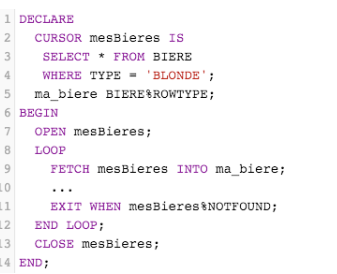 1 DECLARE
2 CURSOR mesBieres IS
3 SELECT * FROM BIERE
4 WHERE TYPE = 'BLONDE';
5 ma_biere BIERE%ROWTYPE;
6 BEGIN
7 OPEN mesBieres;
8 LOOP
9 FETCH mesBieres INTO ma_biere;
10 ...
11 EXIT WHEN mesBieres%NOTFOUND;
12 END LOOP;
13 CLOSE mesBieres;
14 END;